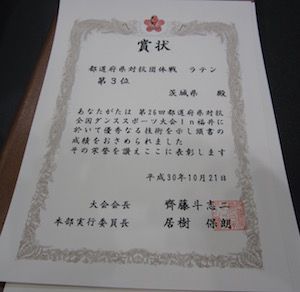 賞状
都道府県対抗団体戦 ラテン
第3位
茨城県 殿
あなたがたは 第26回都道府県対抗
全国ダンススポーツ大会in福井に
於いて優秀なる技術を示し頭書の
成績をおさめられました
その栄誉を讃えここに表彰します
平成30年10月21日
大会会長 齊藤斗志二
本部実行委員長 居樹 保朗